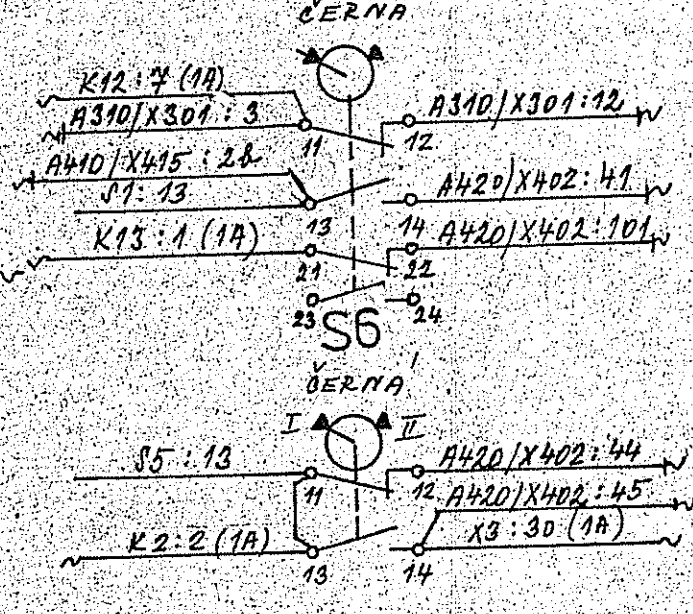 ČERNA
K12:7 (1A)
A310/X301:3
A310/X301:12
11
12
A410/X415:2b
S1:13
A420/X402:41
13
14
K13:1 (1A)
A420/X402:101
21
22
23
24
S6
ČERNÁ
I
II
S5:13
A420/X402:44
11
12
A420/X402:45
K2:2 (1A)
X3:30 (1A)
13
14